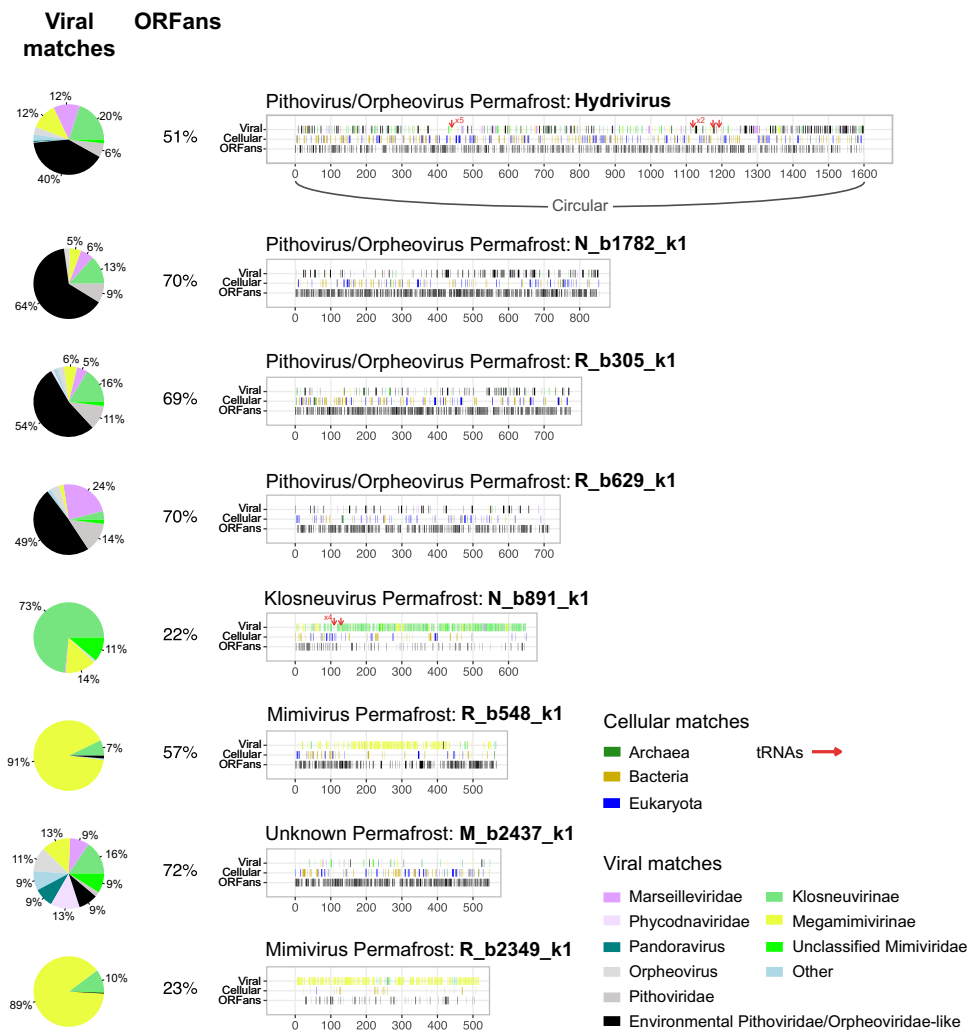 Viral matches
ORFans
12%
12%
20%
6%
40%
51%
Pithovirus/Orpheovirus Permafrost: Hydrivirus
Viral
Cellular
ORFans
x5
x2
0 100 200 300 400 500 600 700 800 900 1000 1100 1200 1300 1400 1500 1600
Circular
5%
6%
13%
9%
64%
70%
Pithovirus/Orpheovirus Permafrost: N_b1782_k1
Viral
Cellular
ORFans
0 100 200 300 400 500 600 700 800
6%
5%
16%
11%
54%
69%
Pithovirus/Orpheovirus Permafrost: R_b305_k1
Viral
Cellular
ORFans
0 100 200 300 400 500 600 700
24%
14%
49%
70%
Pithovirus/Orpheovirus Permafrost: R_b629_k1
Viral
Cellular
ORFans
0 100 200 300 400 500 600 700
73%
11%
14%
22%
Klosneuvirus Permafrost: N_b891_k1
x4
Viral
Cellular
ORFans
0 100 200 300 400 500 600
7%
91%
57%
Mimivirus Permafrost: R_b548_k1
Viral
Cellular
ORFans
0 100 200 300 400 500
13%
9%
16%
9%
9%
13%
9%
9%
11%
72%
Unknown Permafrost: M_b2437_k1
Viral
Cellular
ORFans
0 100 200 300 400 500
10%
89%
23%
Mimivirus Permafrost: R_b2349_k1
Viral
Cellular
ORFans
0 100 200 300 400 500
Cellular matches
Archaea
Bacteria
Eukaryota
tRNAs
Viral matches
Marseilleviridae
Phycodnaviridae
Pandoravirus
Orpheovirus
Pithoviridae
Environmental Pithoviridae/Orpheoviridae-like
Klosneuvirinae
Megamimivirinae
Unclassified Mimiviridae
Other